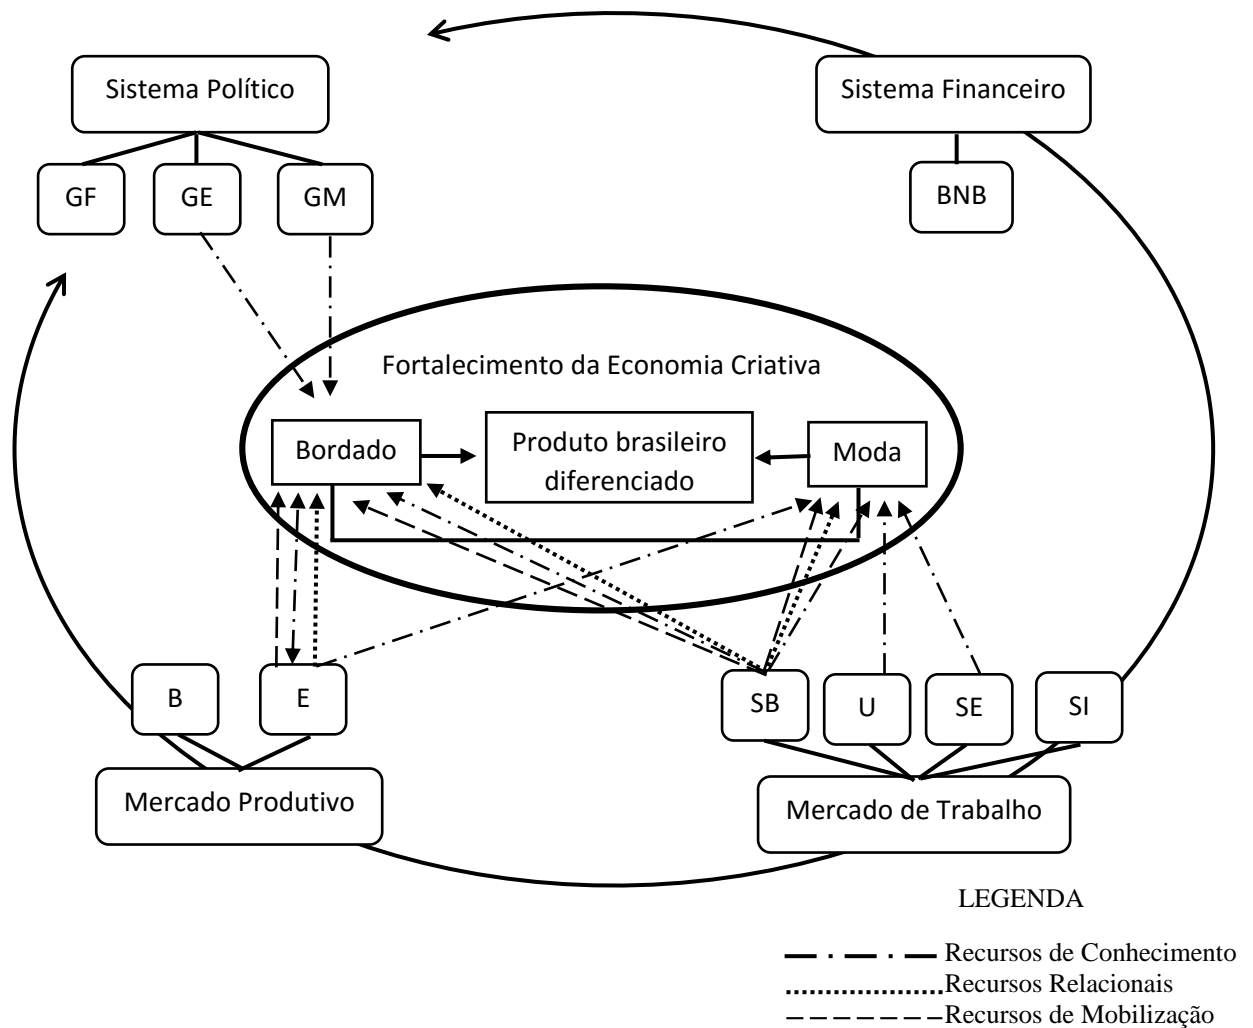 Sistema Político
Sistema Financeiro
GF
GE
GM
BNB
Fortalecimento da Economia Criativa
Bordado
Produto brasileiro
diferenciado
Moda
B
E
SB
U
SE
SI
Mercado Produtivo
Mercado de Trabalho
LEGENDA
Recursos de Conhecimento
Recursos Relacionais
Recursos de Mobilização